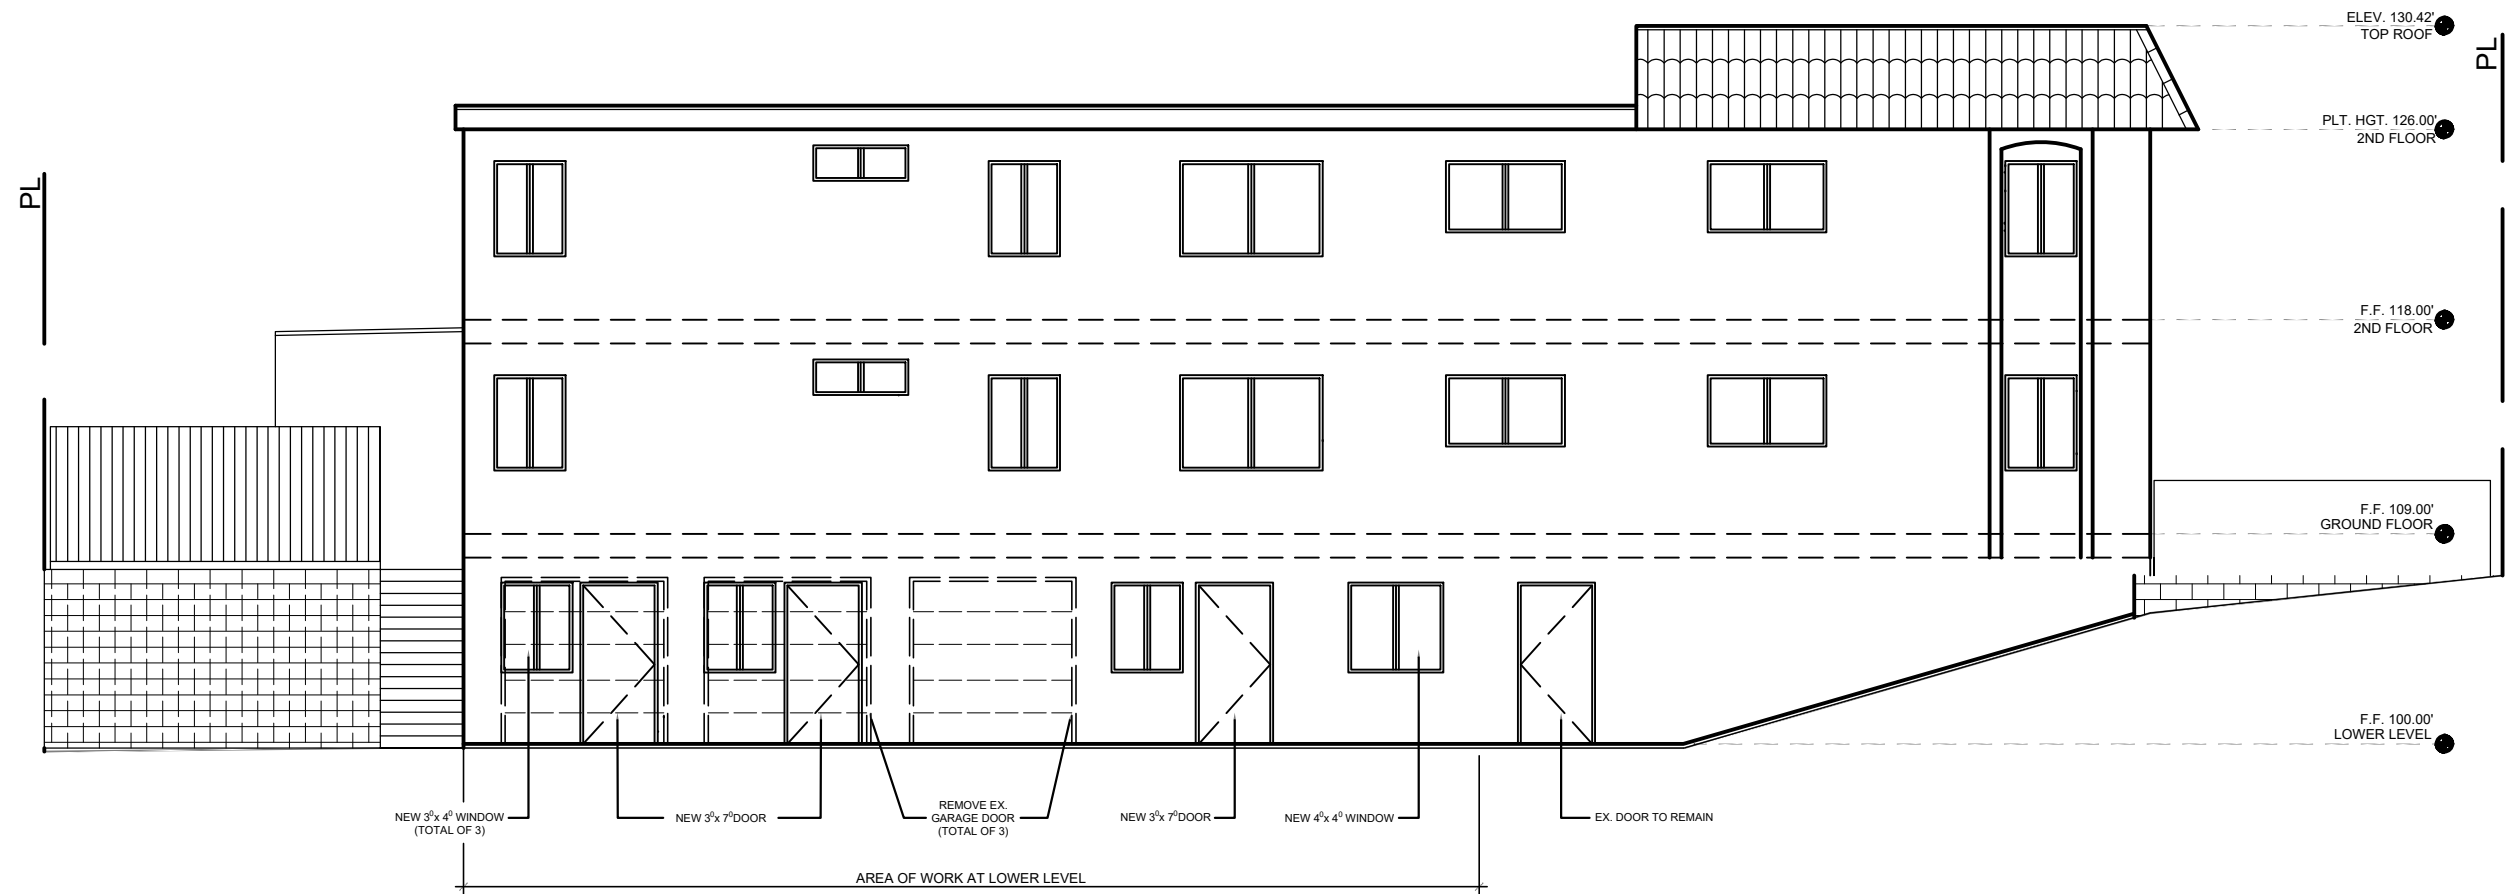 ELEV. 130.42'
TOP ROOF
PL
PL
PLT. HGT. 126.00'
2ND FLOOR
F.F. 118.00'
2ND FLOOR
F.F. 109.00'
GROUND FLOOR
F.F. 100.00'
LOWER LEVEL
NEW 3⁰x 4⁰ WINDOW
(TOTAL OF 3)
NEW 3⁰x 7⁰DOOR
REMOVE EX.
GARAGE DOOR
(TOTAL OF 3)
NEW 3⁰x 7⁰DOOR
NEW 4⁰x 4⁰ WINDOW
EX. DOOR TO REMAIN
AREA OF WORK AT LOWER LEVEL